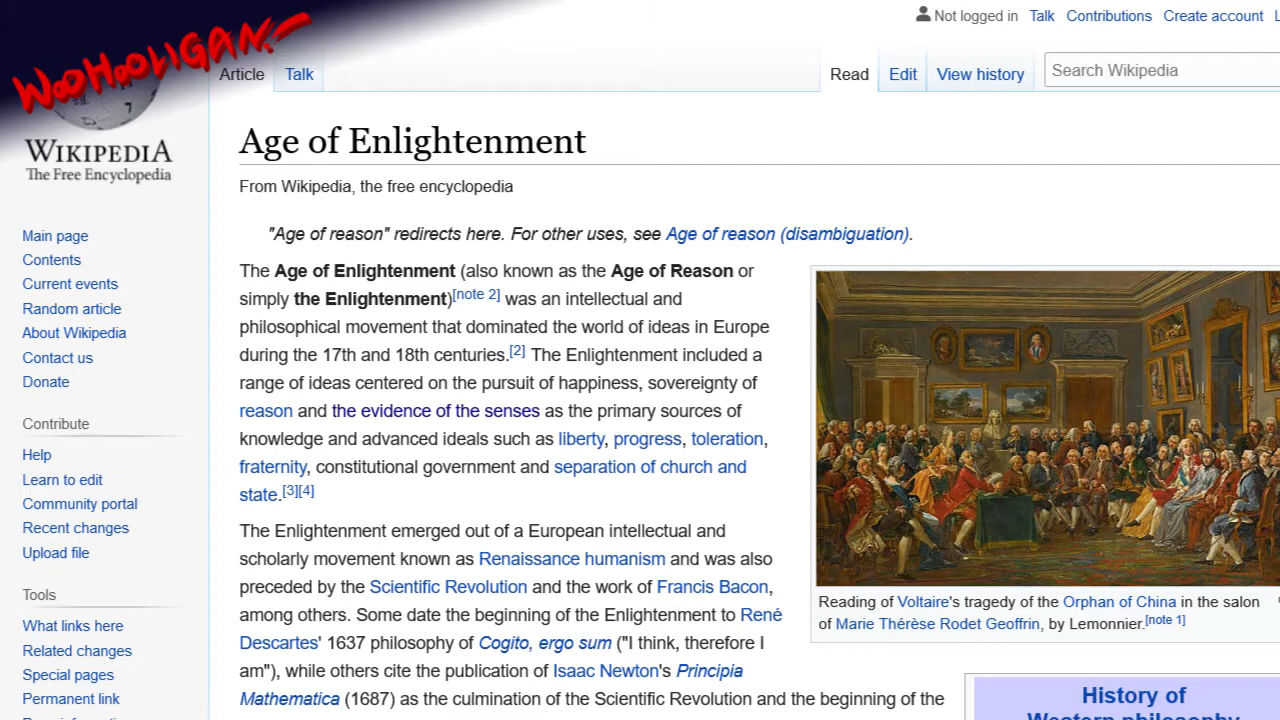 WOOHOOLIGAN
Not logged in Talk Contributions Create account
Article Talk Read Edit View history Search Wikipedia
WIKIPEDIA
The Free Encyclopedia
Main page
Contents
Current events
Random article
About Wikipedia
Contact us
Donate
Contribute
Help
Learn to edit
Community portal
Recent changes
Upload file
Tools
What links here
Related changes
Special pages
Permanent link
Age of Enlightenment
From Wikipedia, the free encyclopedia
"Age of reason" redirects here. For other uses, see Age of reason (disambiguation).
The Age of Enlightenment (also known as the Age of Reason or
simply the Enlightenment)[note 2] was an intellectual and
philosophical movement that dominated the world of ideas in Europe
during the 17th and 18th centuries.[2] The Enlightenment included a
range of ideas centered on the pursuit of happiness, sovereignty of
reason and the evidence of the senses as the primary sources of
knowledge and advanced ideals such as liberty, progress, toleration,
fraternity, constitutional government and separation of church and
state.[3][4]
The Enlightenment emerged out of a European intellectual and
scholarly movement known as Renaissance humanism and was also
preceded by the Scientific Revolution and the work of Francis Bacon,
among others. Some date the beginning of the Enlightenment to René
Descartes' 1637 philosophy of Cogito, ergo sum ("I think, therefore I
am"), while others cite the publication of Isaac Newton's Principia
Mathematica (1687) as the culmination of the Scientific Revolution and the beginning of the
Reading of Voltaire's tragedy of the Orphan of China in the salon
of Marie Thérèse Rodet Geoffrin, by Lemonnier.[note 1]
History of
Western philosophy